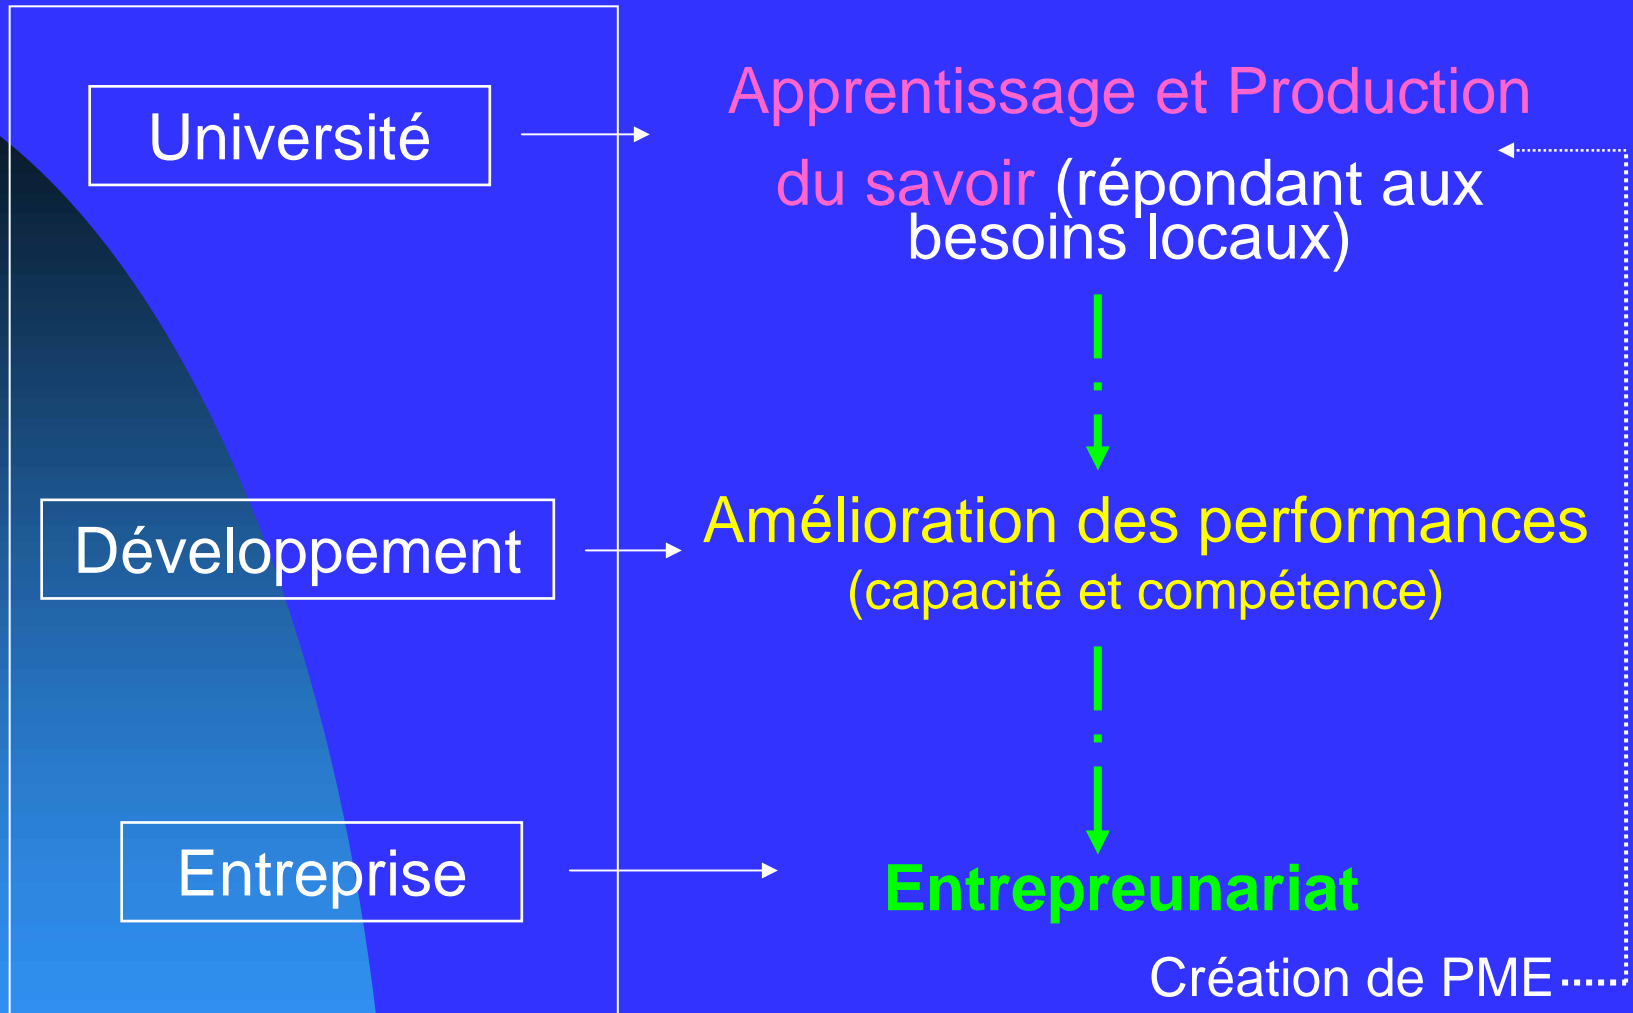 Université
Apprentissage et Production
du savoir (répondant aux
besoins locaux)
Développement
Amélioration des performances
(capacité et compétence)
Entreprise
Entrepreunariat
Création de PME